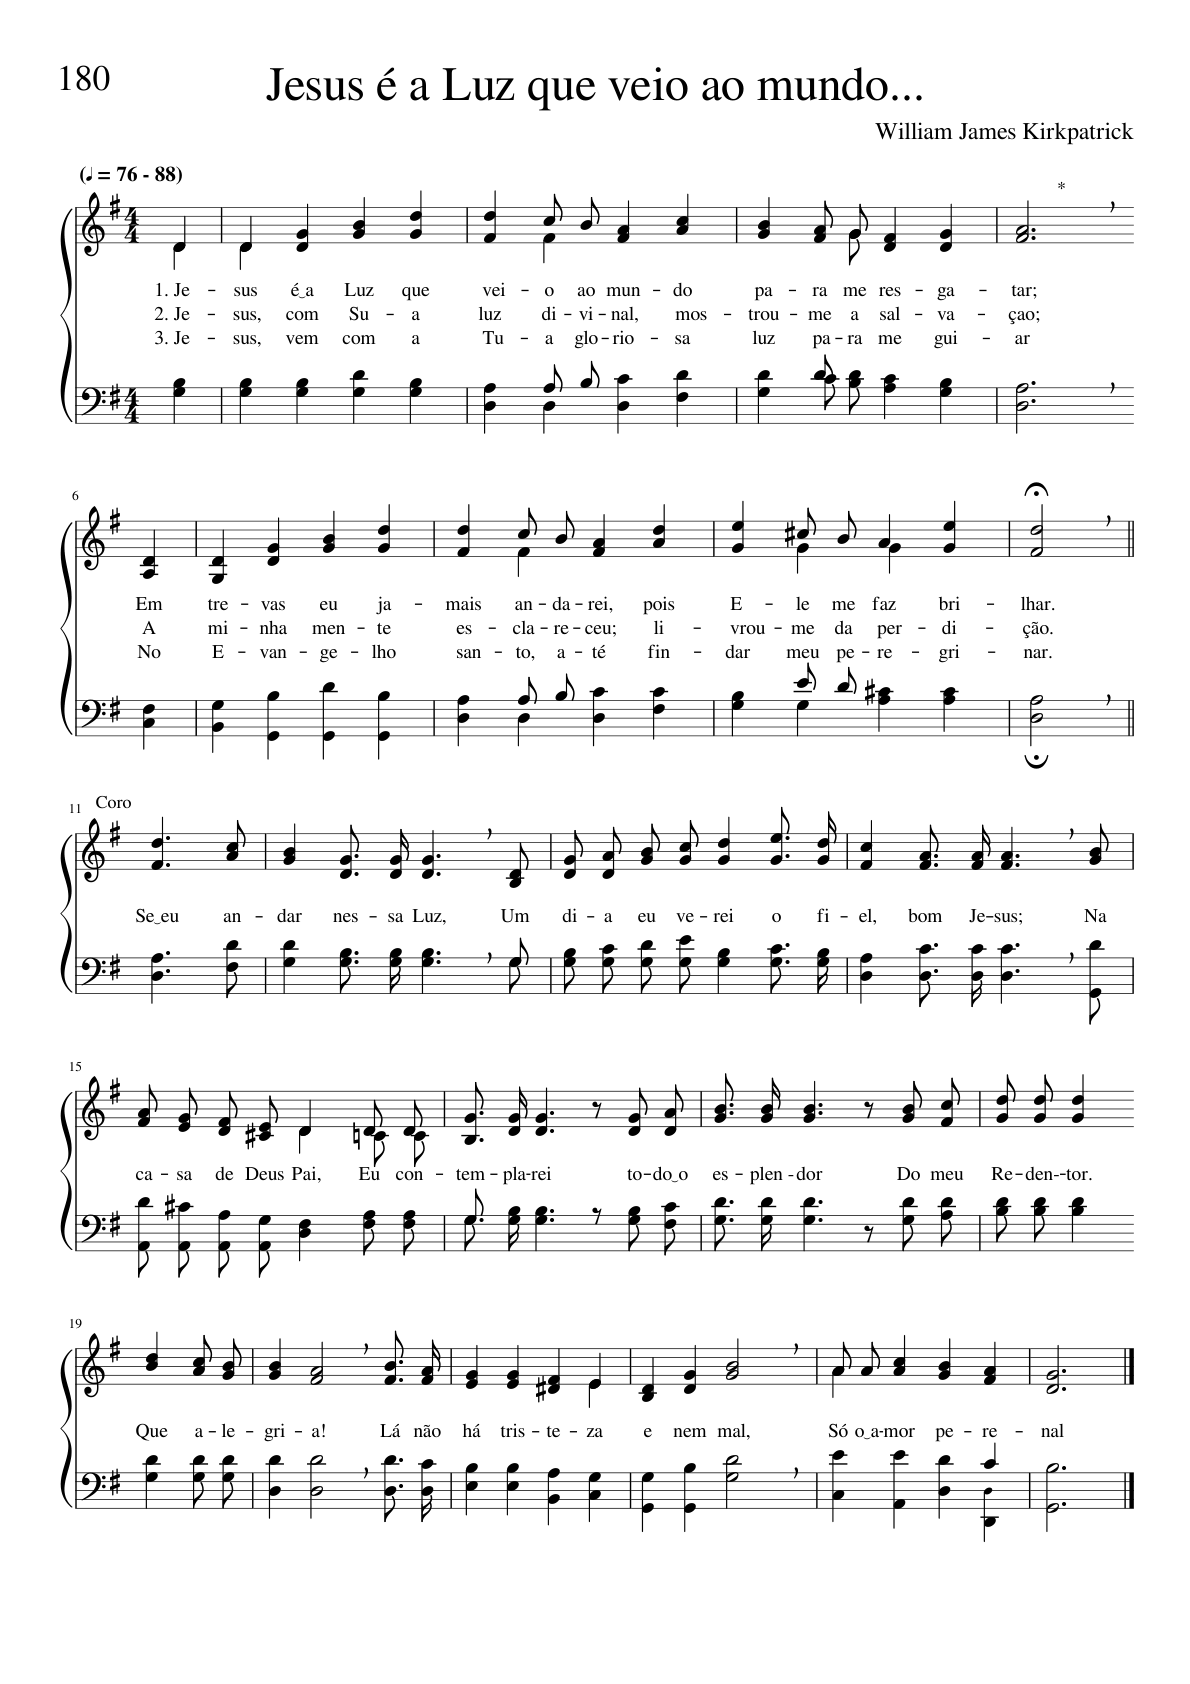 180
Jesus é a Luz que veio ao mundo...
William James Kirkpatrick
(♩ = 76 - 88)
*
1. Je – sus é‿a Luz que vei – o ao mun – do pa – ra me res – ga – tar;
2. Je – sus, com Su – a luz di – vi – nal, mos – trou – me a sal – va – çao;
3. Je – sus, vem com a Tu – a glo – rio – sa luz pa – ra me gui – ar
6
Em tre – vas eu ja – mais an – da – rei, pois E – le me faz bri – lhar.
A mi – nha men – te es – cla – re – ceu; li – vrou – me da per – di – ção.
No E – van – ge – lho san – to, a – té fin – dar meu pe – re – gri – nar.
Coro
11
Se‿eu an – dar nes – sa Luz, Um di – a eu ve – rei o fi – el, bom Je – sus; Na
15
ca – sa de Deus Pai, Eu con – tem – pla – rei to – do‿o es – plen - dor Do meu Re – den - – tor.
19
Que a – le – gri – a! Lá não há tris – te – za e nem mal, Só o‿a – mor pe – re – nal